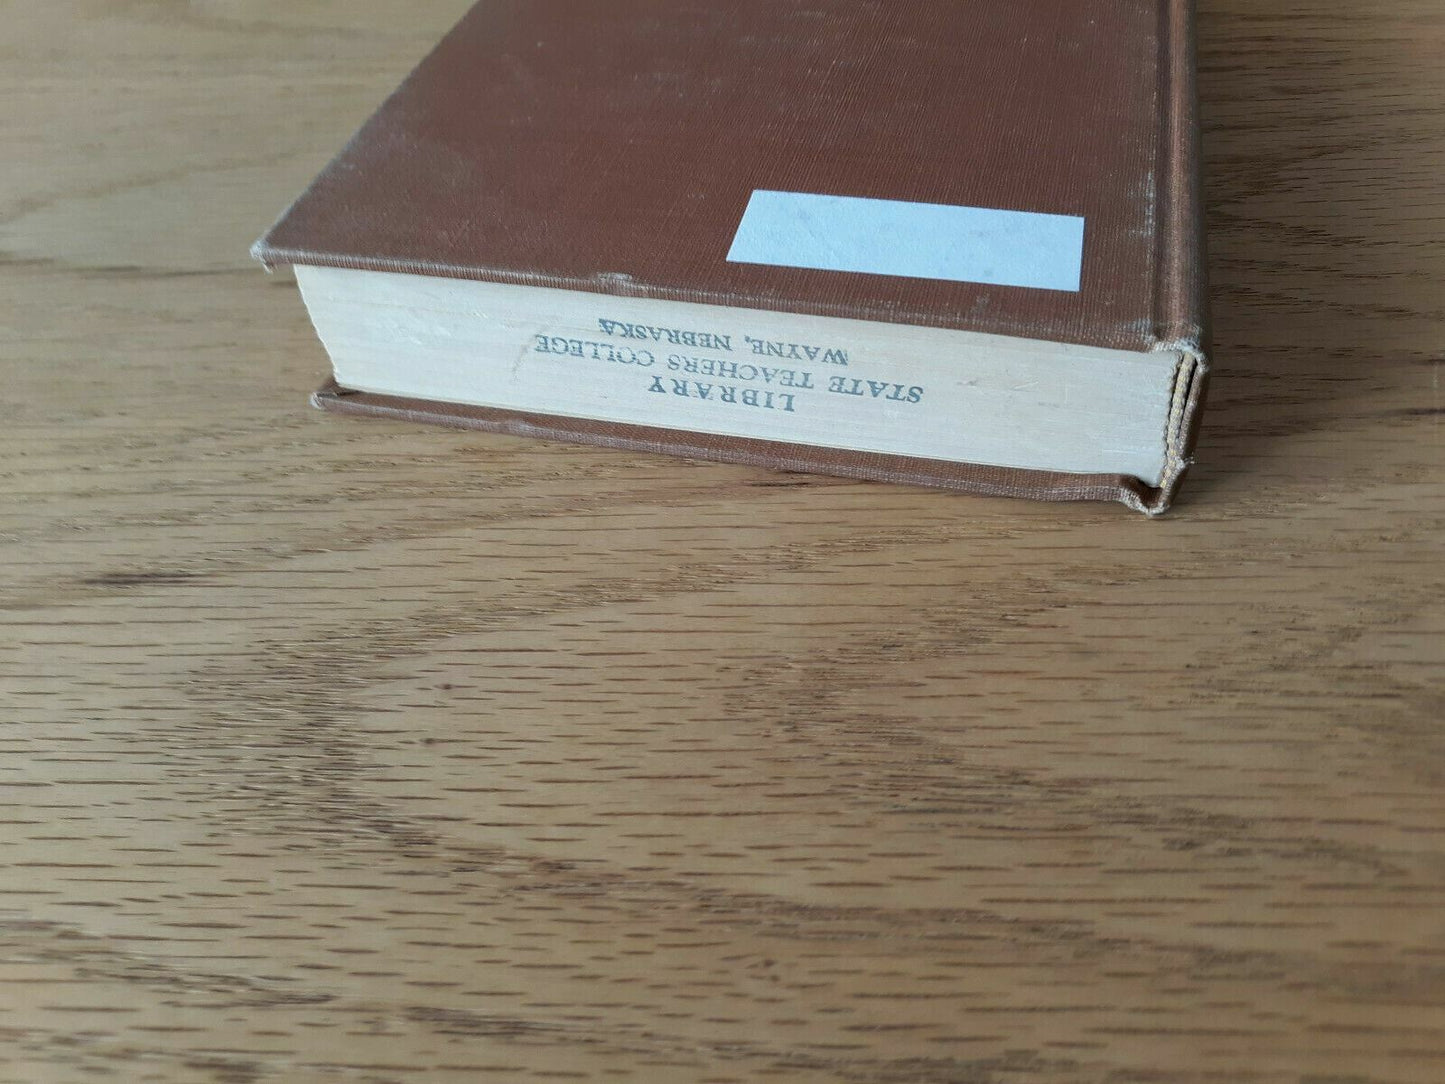 LIBRARY
STATE TEACHERS COLLEGE
WAYNE, NEBRASKA